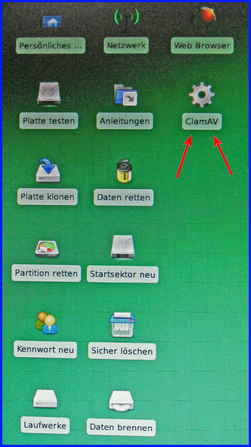 Persönliches ...
Netzwerk
Web Browser
Platte testen
Anleitungen
ClamAV
Platte klonen
Daten retten
Partition retten
Startsektor neu
Kennwort neu
Sicher löschen
Laufwerke
Daten brennen